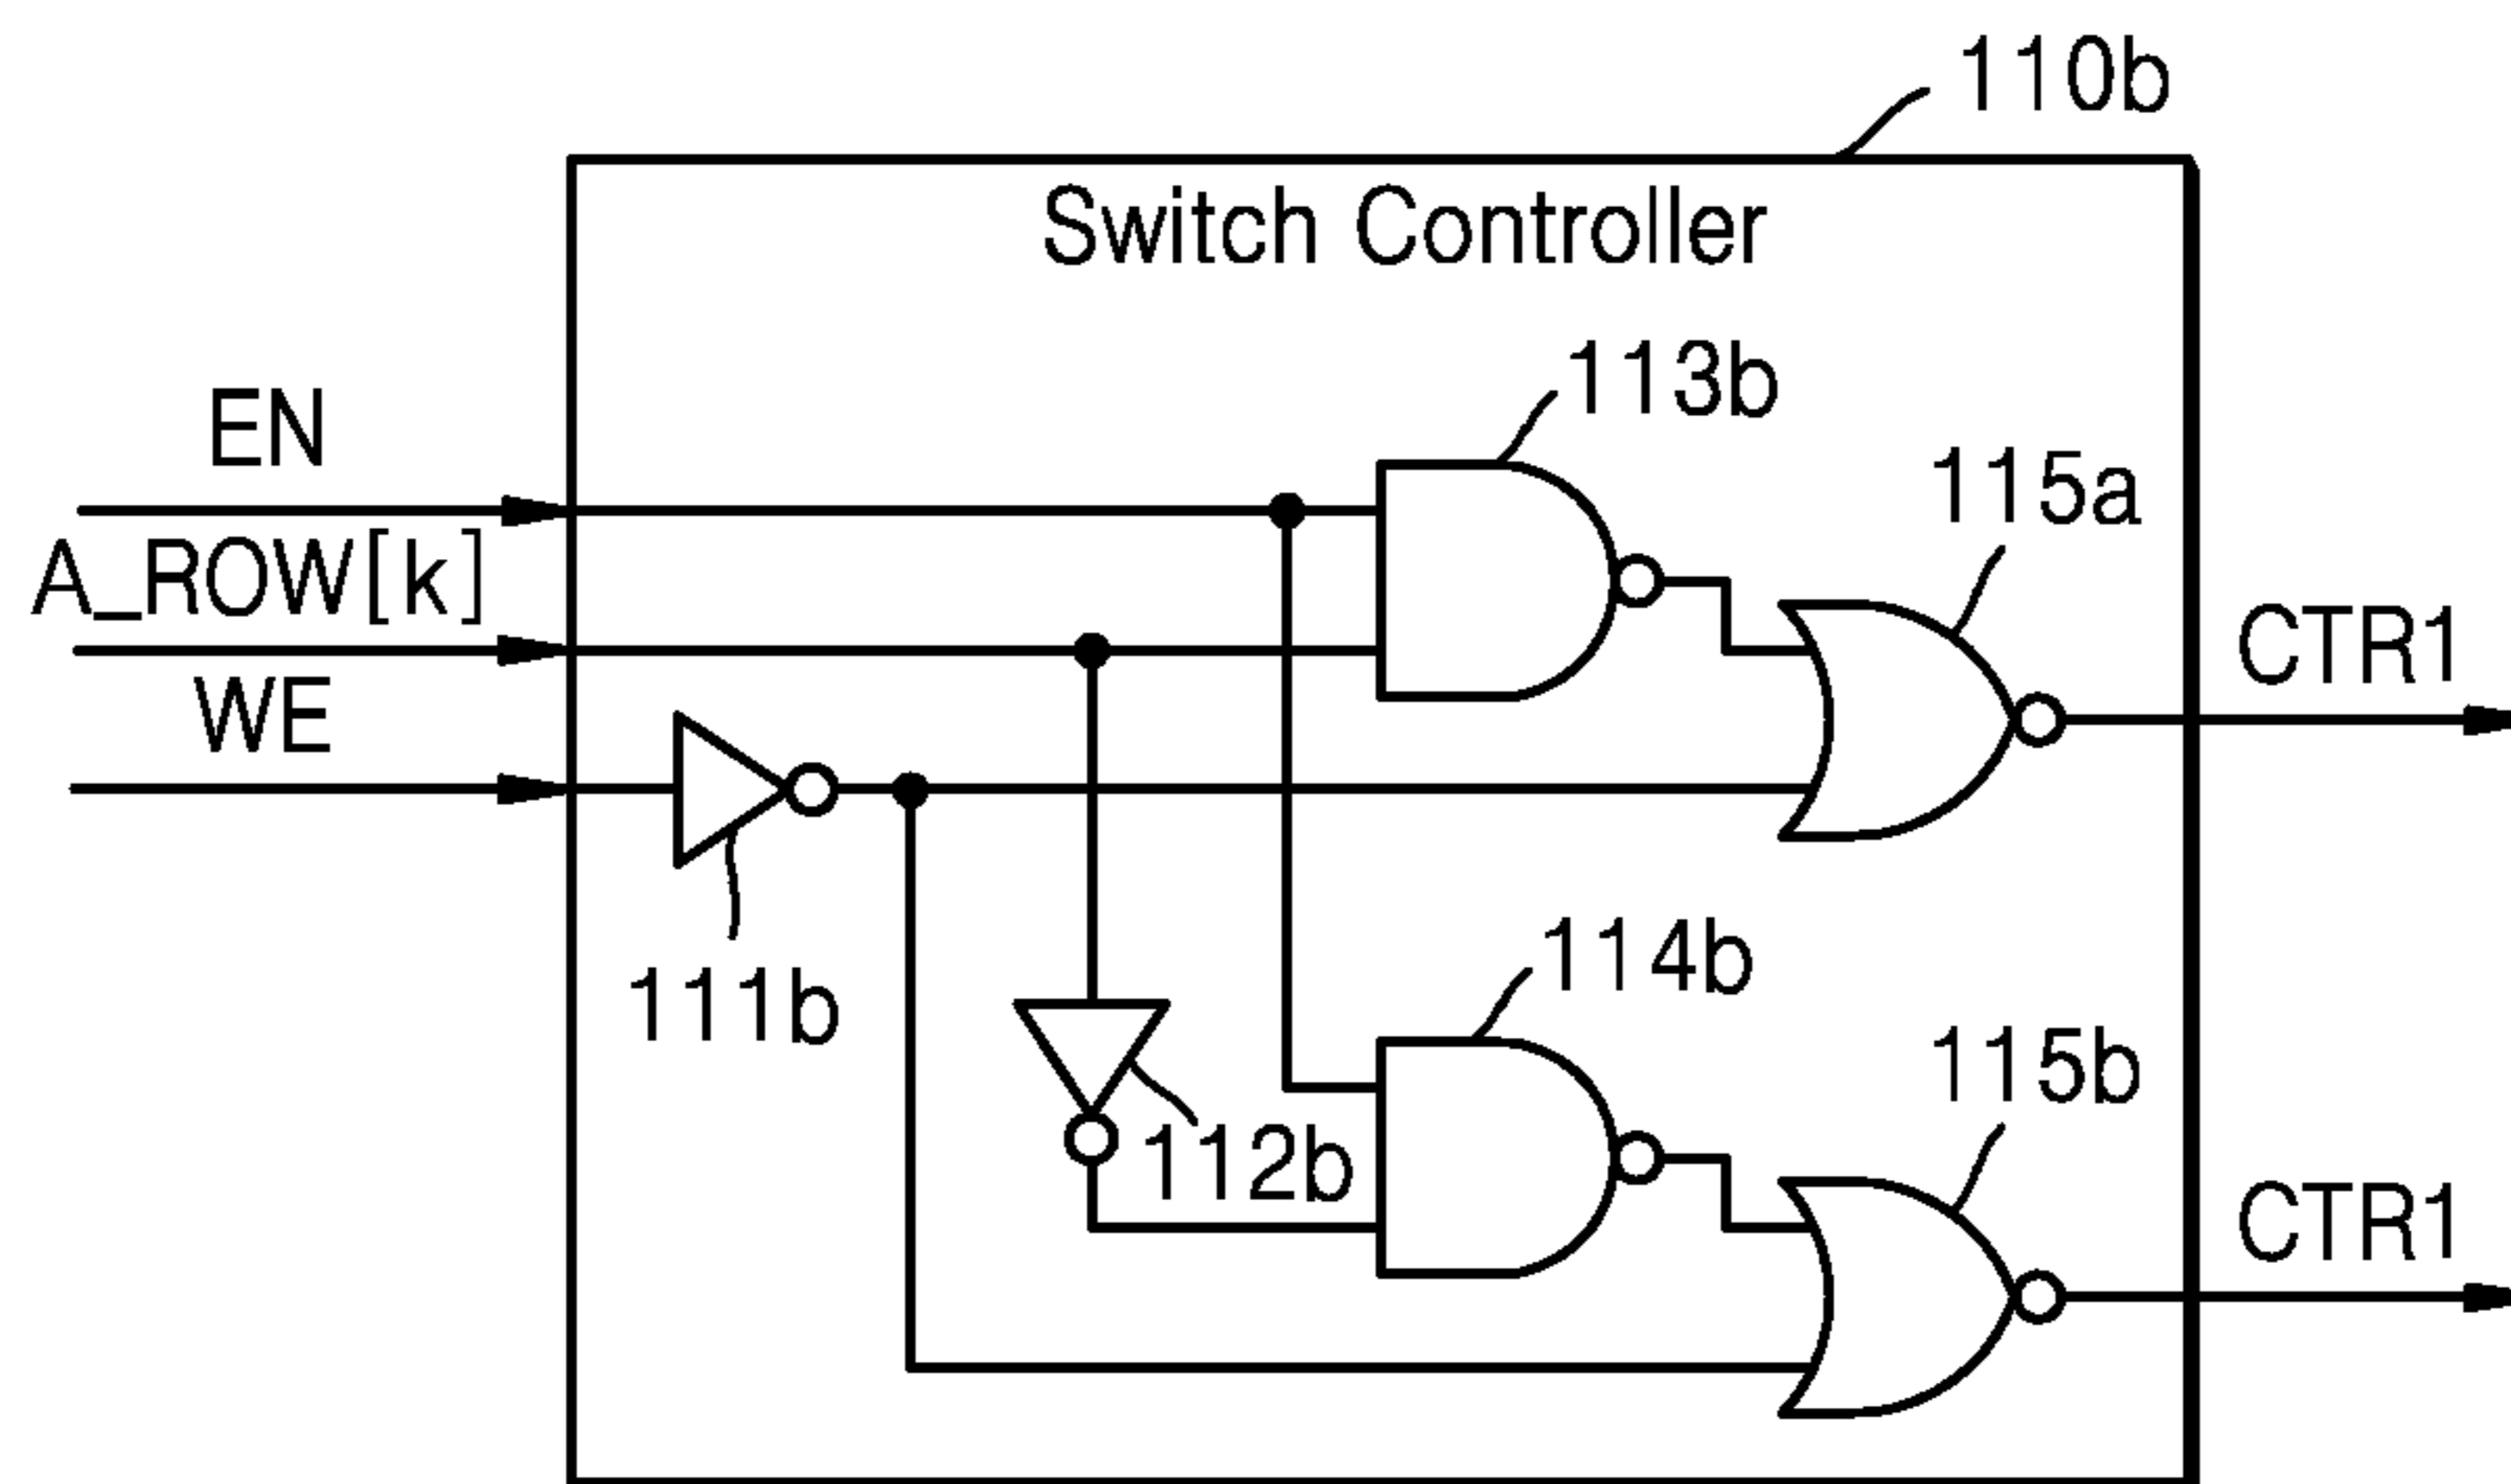 110b
Switch Controller
113b
EN
115a
A_ROW[k]
CTR1
WE
114b
111b
115b
112b
CTR1